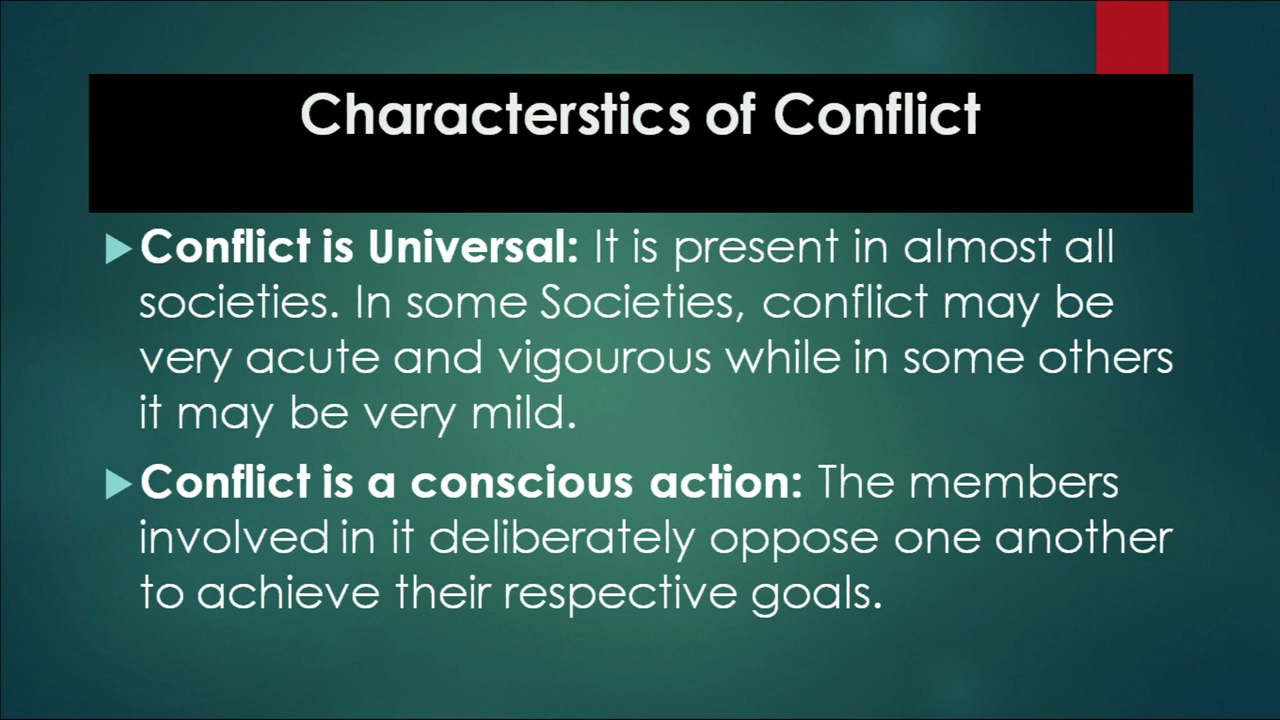 Characterstics of Conflict
Conflict is Universal: It is present in almost all
societies. In some Societies, conflict may be
very acute and vigourous while in some others
it may be very mild.
Conflict is a conscious action: The members
involved in it deliberately oppose one another
to achieve their respective goals.